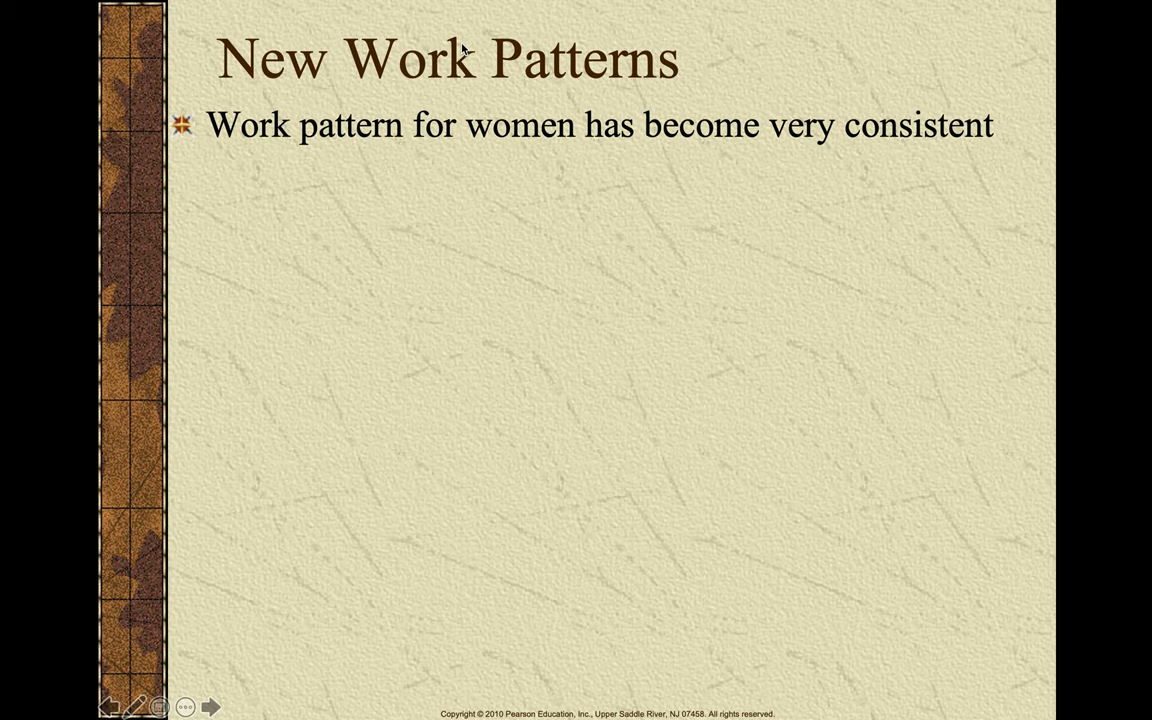 New Work Patterns
Work pattern for women has become very consistent
Copyright © 2010 Pearson Education, Inc., Upper Saddle River, NJ 07458. All rights reserved.